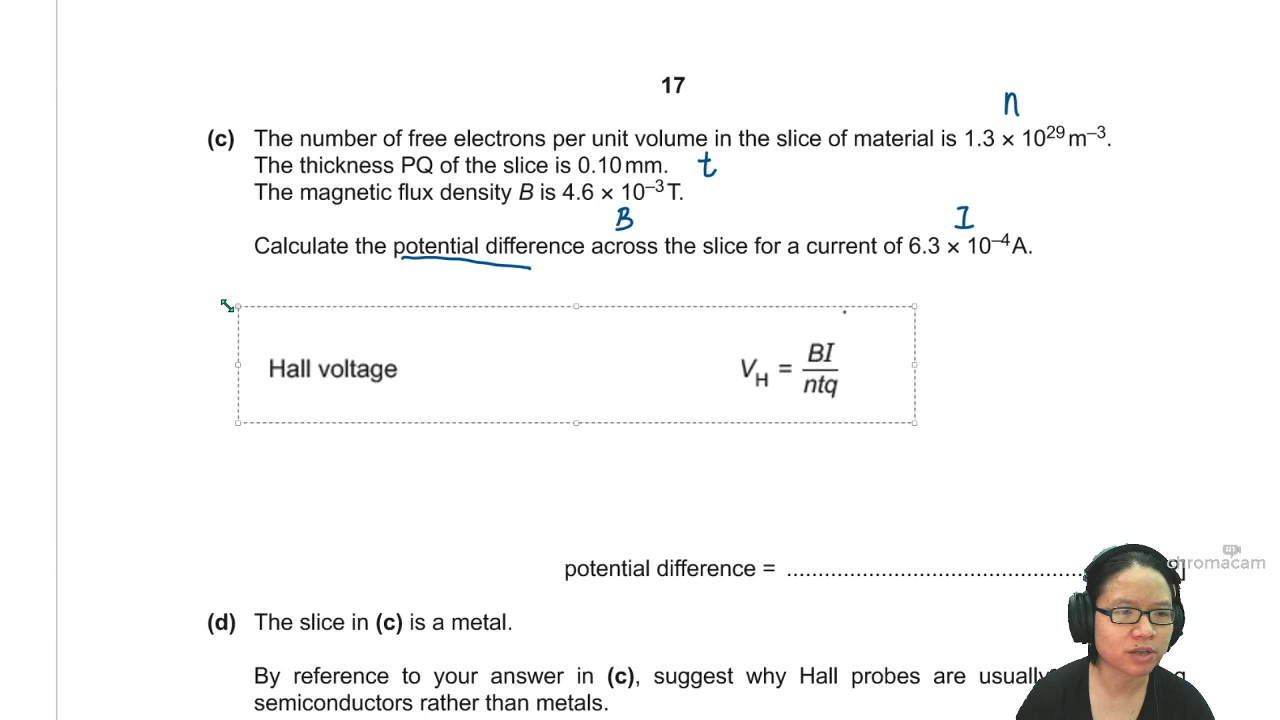 17
n
(c) The number of free electrons per unit volume in the slice of material is 1.3 × 10²⁹ m⁻³.
The thickness PQ of the slice is 0.10 mm. t
The magnetic flux density B is 4.6 × 10⁻³ T.
B I
Calculate the potential difference across the slice for a current of 6.3 × 10⁻⁴ A.
Hall voltage V_H = BI / ntq
chromacam
potential difference = ................................................ ]
(d) The slice in (c) is a metal.
By reference to your answer in (c), suggest why Hall probes are usually
semiconductors rather than metals.